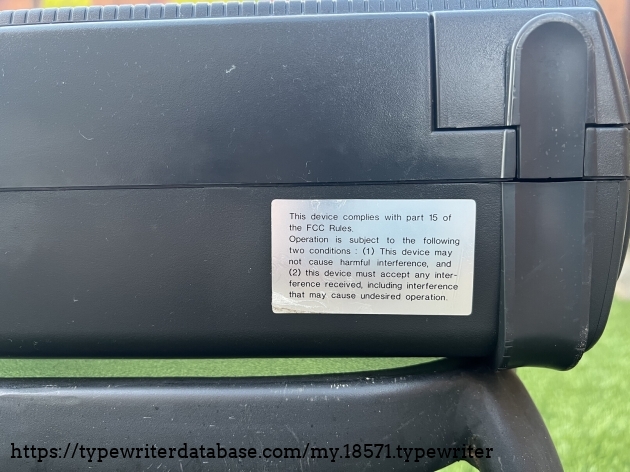 This device complies with part 15 of
the FCC Rules.
Operation is subject to the following
two conditions : (1) This device may
not cause harmful interference, and
(2) this device must accept any inter-
ference received, including interference
that may cause undesired operation.
https://typewriterdatabase.com/my.18571.typewriter